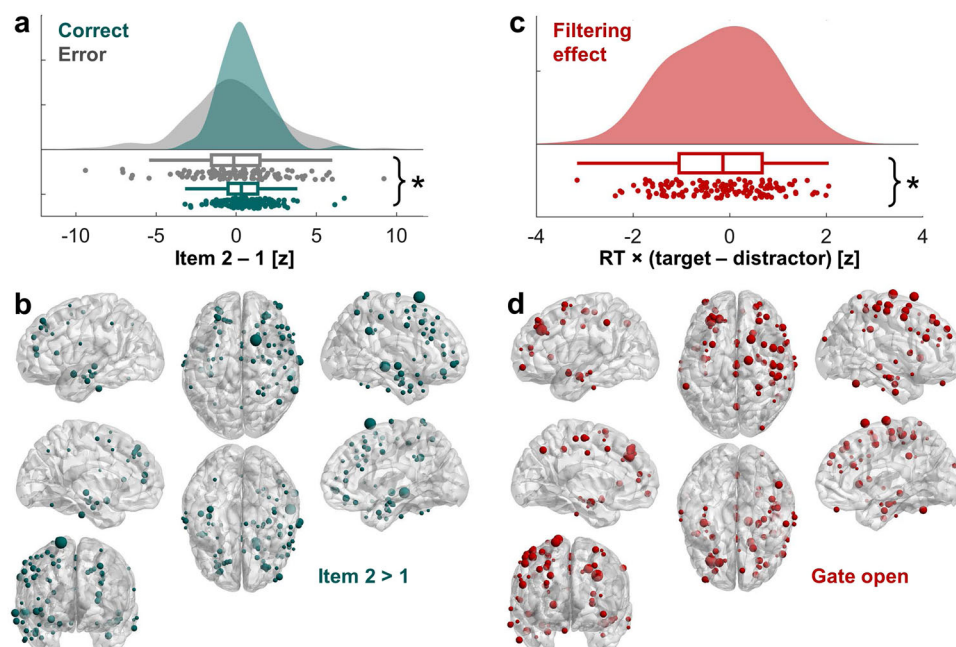 a
Correct
Error
*
-10 -5 0 5 10
Item 2 – 1 [z]
b
Item 2 > 1
c
Filtering
effect
*
-4 -2 0 2 4
RT × (target – distractor) [z]
d
Gate open